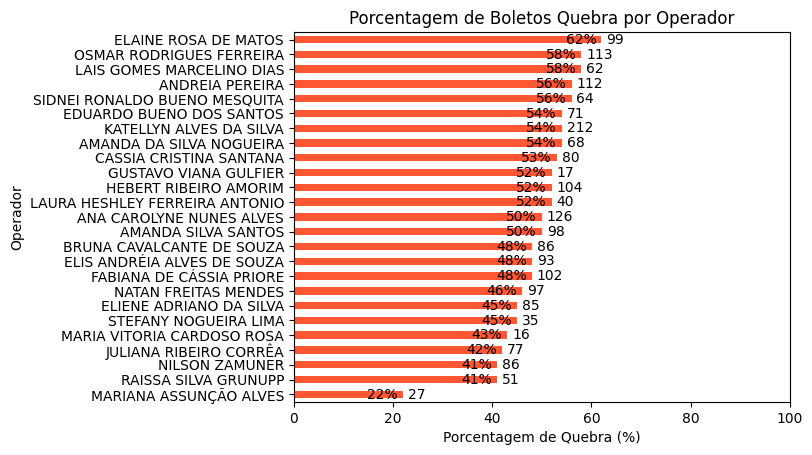 Porcentagem de Boletos Quebra por Operador
ELAINE ROSA DE MATOS 62% 99
OSMAR RODRIGUES FERREIRA 58% 113
LAIS GOMES MARCELINO DIAS 58% 62
ANDREIA PEREIRA 56% 112
SIDNEI RONALDO BUENO MESQUITA 56% 64
EDUARDO BUENO DOS SANTOS 54% 71
KATELLYN ALVES DA SILVA 54% 212
AMANDA DA SILVA NOGUEIRA 54% 68
CASSIA CRISTINA SANTANA 53% 80
GUSTAVO VIANA GULFIER 52% 17
HEBERT RIBEIRO AMORIM 52% 104
LAURA HESHLEY FERREIRA ANTONIO 52% 40
ANA CAROLYNE NUNES ALVES 50% 126
AMANDA SILVA SANTOS 50% 98
BRUNA CAVALCANTE DE SOUZA 48% 86
ELIS ANDRÉIA ALVES DE SOUZA 48% 93
FABIANA DE CÁSSIA PRIORE 48% 102
NATAN FREITAS MENDES 46% 97
ELIENE ADRIANO DA SILVA 45% 85
STEFANY NOGUEIRA LIMA 45% 35
MARIA VITORIA CARDOSO ROSA 43% 16
JULIANA RIBEIRO CORRÊA 42% 77
NILSON ZAMUNER 41% 86
RAISSA SILVA GRUNUPP 41% 51
MARIANA ASSUNÇÃO ALVES 22% 27
Operador
0 20 40 60 80 100
Porcentagem de Quebra (%)